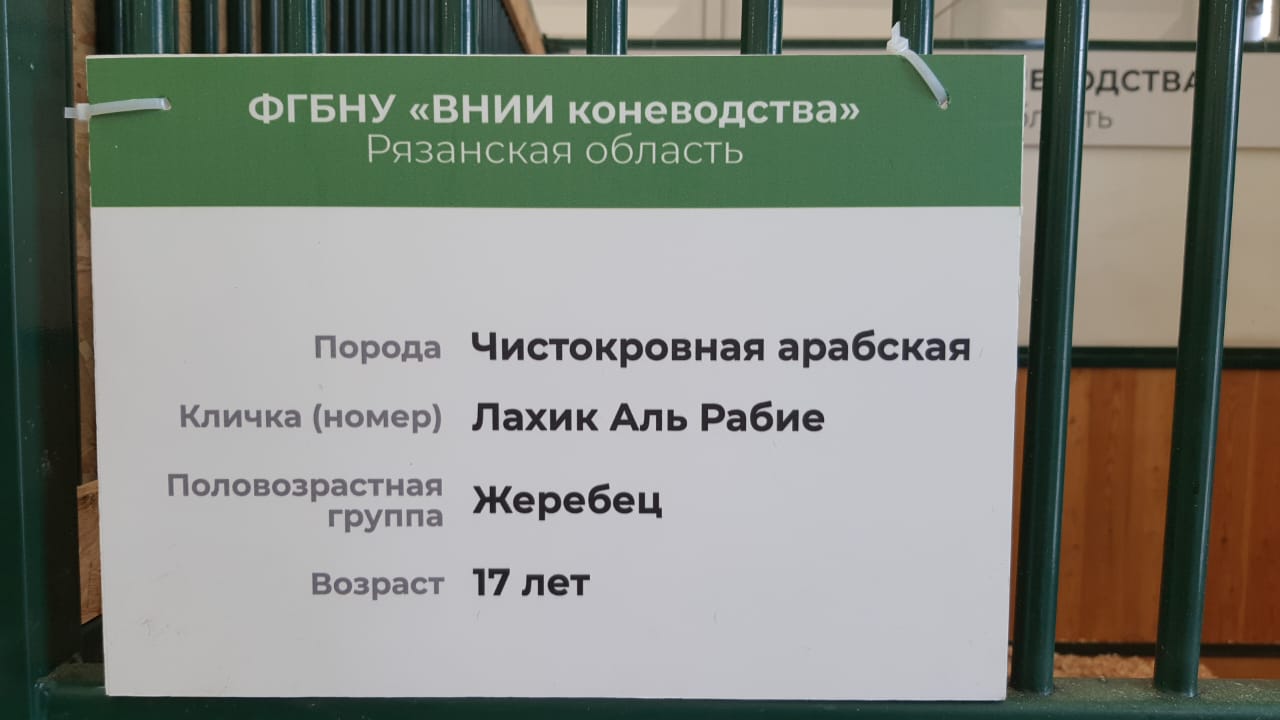 ФГБНУ «ВНИИ коневодства»
Рязанская область
Порода Чистокровная арабская
Кличка (номер) Лахик Аль Рабие
Половозрастная
группа Жеребец
Возраст 17 лет